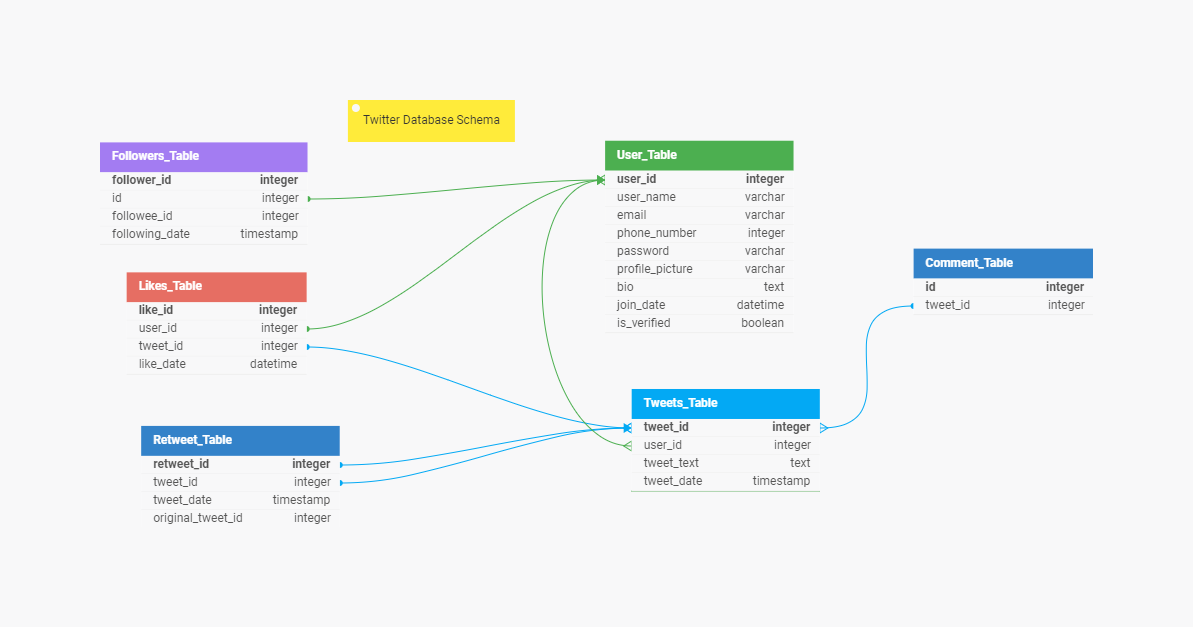 Twitter Database Schema
Followers_Table
follower_id integer
id integer
followee_id integer
following_date timestamp
Likes_Table
like_id integer
user_id integer
tweet_id integer
like_date datetime
Retweet_Table
retweet_id integer
tweet_id integer
tweet_date timestamp
original_tweet_id integer
User_Table
user_id integer
user_name varchar
email varchar
phone_number integer
password varchar
profile_picture varchar
bio text
join_date datetime
is_verified boolean
Tweets_Table
tweet_id integer
user_id integer
tweet_text text
tweet_date timestamp
Comment_Table
id integer
tweet_id integer